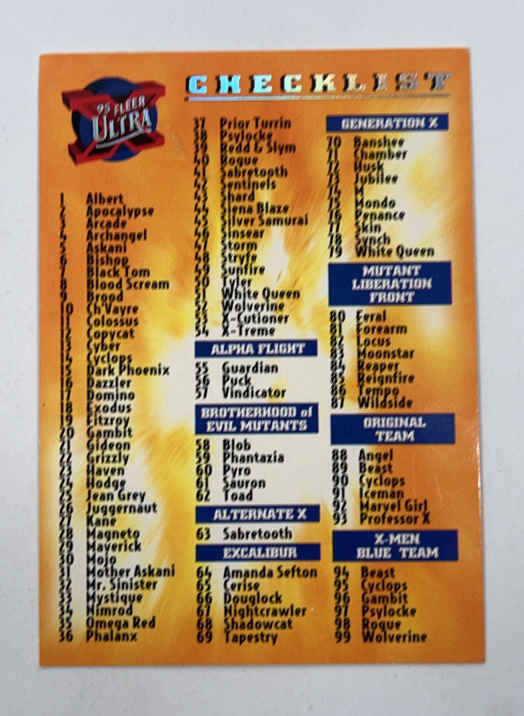 CHECKLIST
95 FLEER
ULTRA
X
1 Albert
2 Apocalypse
3 Arcade
4 Archangel
5 Askani
6 Bishop
7 Black Tom
8 Blood Scream
9 Brood
10 Ch'Vayre
11 Colossus
12 Copycat
13 Cyber
14 Cyclops
15 Dark Phoenix
16 Dazzler
17 Domino
18 Exodus
19 Fitzroy
20 Gambit
21 Gideon
22 Grizzly
23 Haven
24 Hodge
25 Jean Grey
26 Juggernaut
27 Kane
28 Magneto
29 Maverick
30 Mojo
31 Mother Askani
32 Mr. Sinister
33 Mystique
34 Nimrod
35 Omega Red
36 Phalanx
37 Prior Turrin
38 Psylocke
39 Redd & Slym
40 Rogue
41 Sabretooth
42 Sentinels
43 Shard
44 Siena Blaze
45 Silver Samurai
46 Sinsear
47 Storm
48 Stryfe
49 Sunfire
50 Tyler
51 White Queen
52 Wolverine
53 X-Cutioner
54 X-Treme
ALPHA FLIGHT
55 Guardian
56 Puck
57 Vindicator
BROTHERHOOD of
EVIL MUTANTS
58 Blob
59 Phantazia
60 Pyro
61 Sauron
62 Toad
ALTERNATE X
63 Sabretooth
EXCALIBUR
64 Amanda Sefton
65 Cerise
66 Douglock
67 Nightcrawler
68 Shadowcat
69 Tapestry
GENERATION X
70 Banshee
71 Chamber
72 Husk
73 Jubilee
74 M
75 Mondo
76 Penance
77 Skin
78 Synch
79 White Queen
MUTANT
LIBERATION
FRONT
80 Feral
81 Forearm
82 Locus
83 Moonstar
84 Reaper
85 Reignfire
86 Tempo
87 Wildside
ORIGINAL
TEAM
88 Angel
89 Beast
90 Cyclops
91 Iceman
92 Marvel Girl
93 Professor X
X-MEN
BLUE TEAM
94 Beast
95 Cyclops
96 Gambit
97 Psylocke
98 Rogue
99 Wolverine